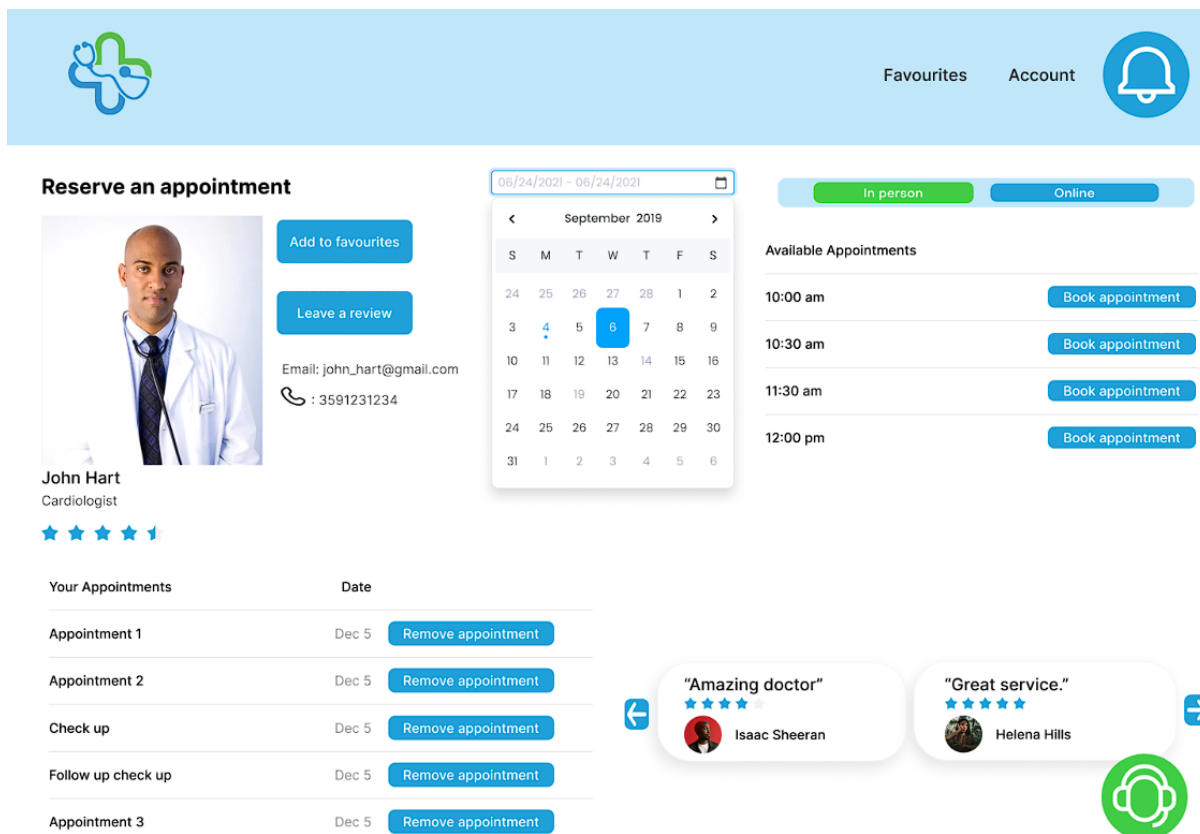 Favourites Account
Reserve an appointment
Add to favourites
Leave a review
Email: john_hart@gmail.com
: 3591231234
John Hart
Cardiologist
06/24/2021 - 06/24/2021
September 2019
S M T W T F S
24 25 26 27 28 1 2
3 4 5 6 7 8 9
10 11 12 13 14 15 16
17 18 19 20 21 22 23
24 25 26 27 28 29 30
31 1 2 3 4 5 6
In person Online
Available Appointments
10:00 am Book appointment
10:30 am Book appointment
11:30 am Book appointment
12:00 pm Book appointment
Your Appointments Date
Appointment 1 Dec 5 Remove appointment
Appointment 2 Dec 5 Remove appointment
Check up Dec 5 Remove appointment
Follow up check up Dec 5 Remove appointment
Appointment 3 Dec 5 Remove appointment
“Amazing doctor”
Isaac Sheeran
“Great service.”
Helena Hills